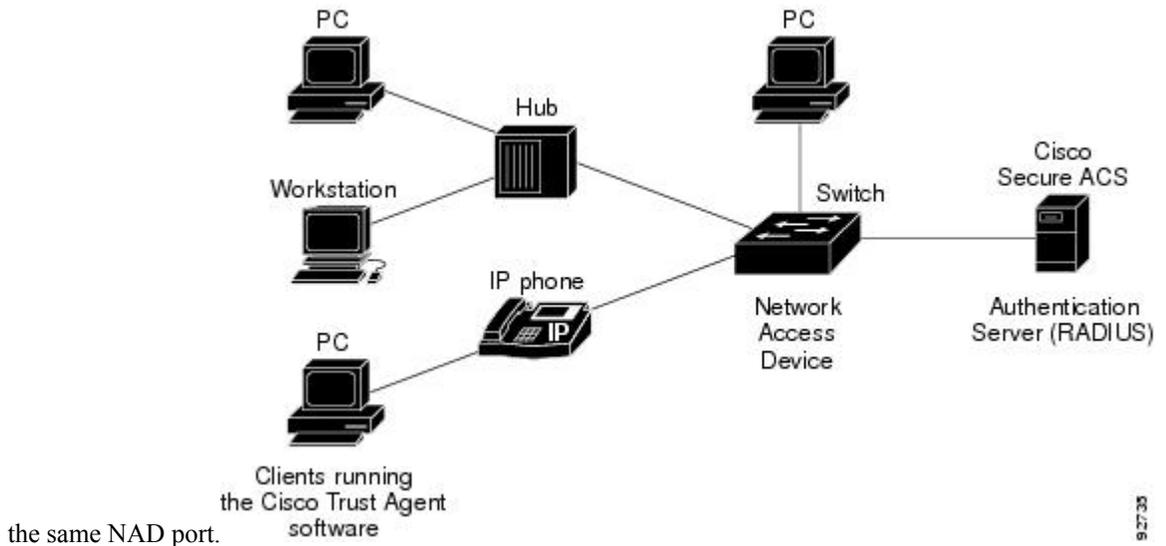 PC
PC
Hub
Cisco
Secure ACS
Workstation
Switch
IP phone
IP
Network
Access
Device
Authentication
Server (RADIUS)
PC
Clients running
the Cisco Trust Agent
software
the same NAD port.
92735